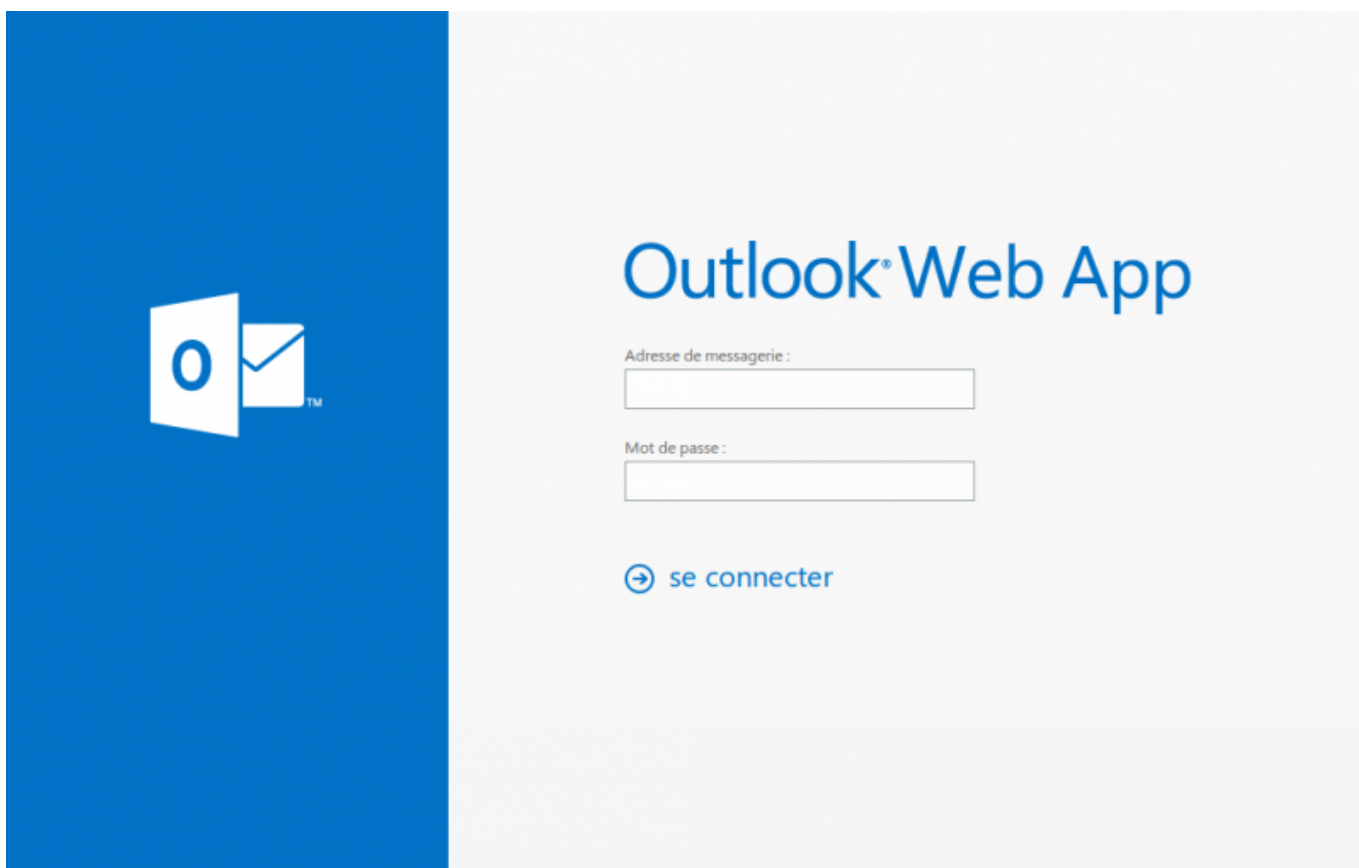 Outlook® Web App
Adresse de messagerie :
O
TM
Mot de passe :
se connecter